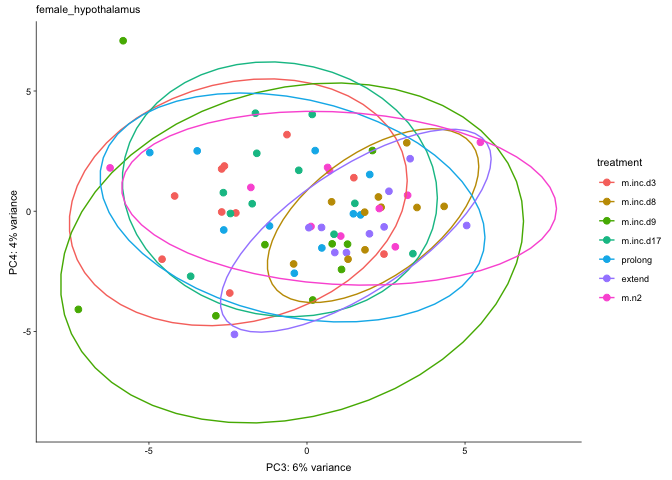 female_hypothalamus
5
0
-5
PC4: 4% variance
-5
0
5
PC3: 6% variance
treatment
m.inc.d3
m.inc.d8
m.inc.d9
m.inc.d17
prolong
extend
m.n2